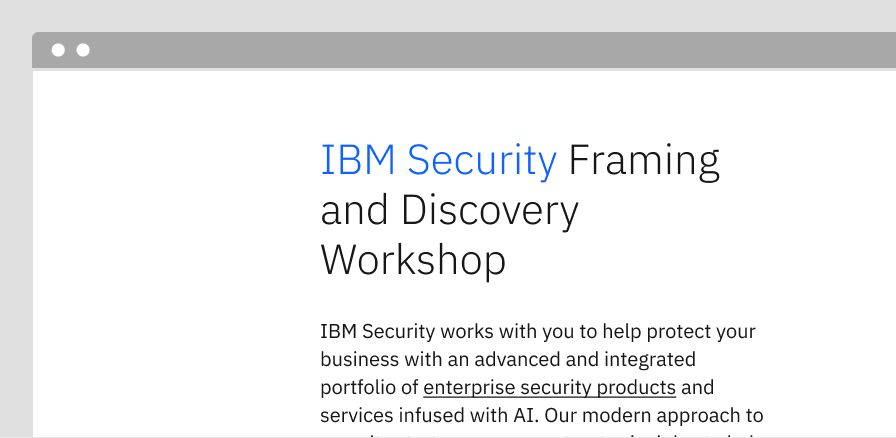 IBM Security Framing
and Discovery
Workshop
IBM Security works with you to help protect your
business with an advanced and integrated
portfolio of enterprise security products and
services infused with AI. Our modern approach to